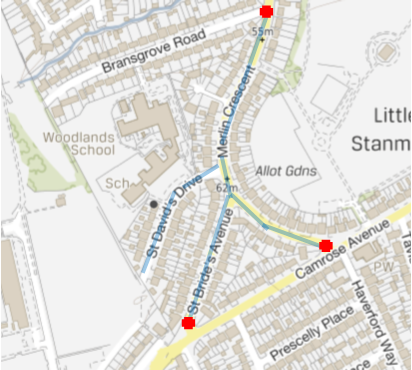 55m
Bransgrove Road
Merlin Crescent
Little
Stanm
Woodlands
School
Allot Gdns
Sch
62m
St David's Drive
St Bride's Avenue
Camrose Avenue
PW
Haverford Way
Prescelly Place